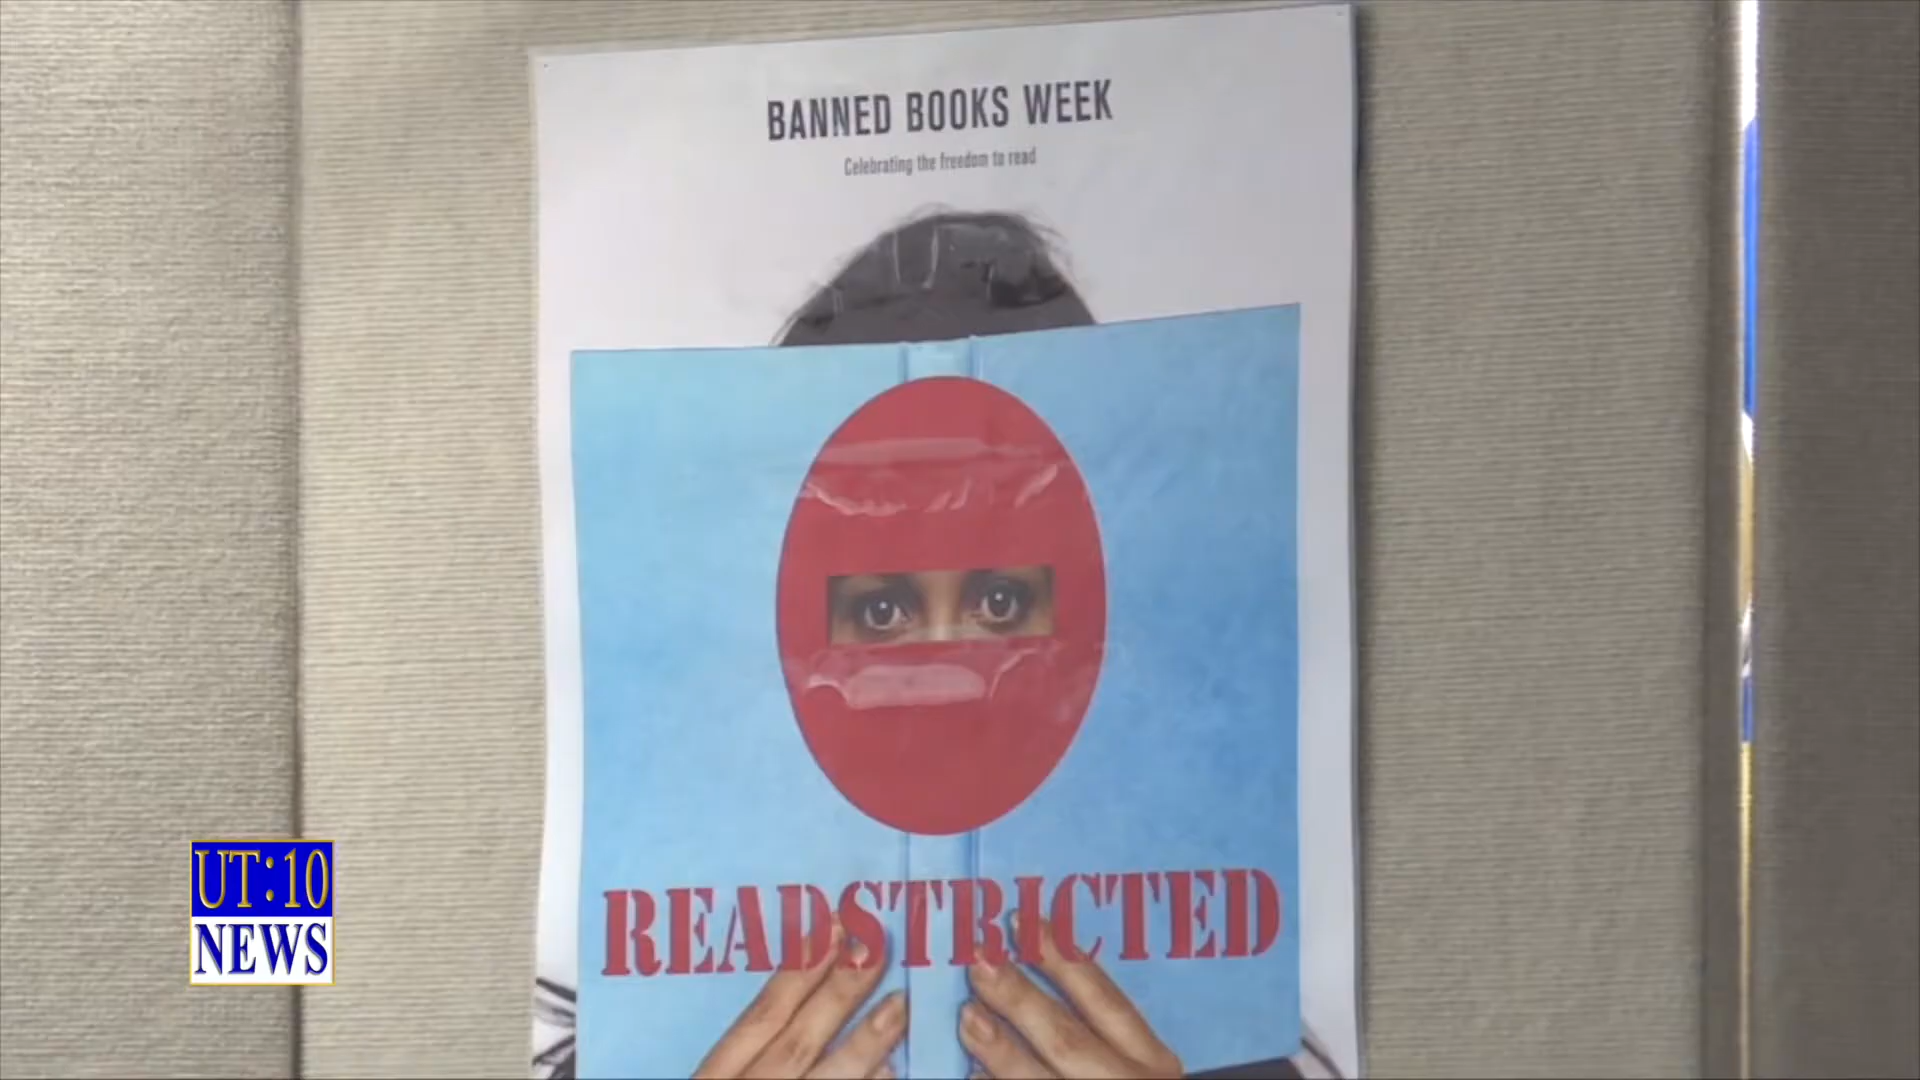 BANNED BOOKS WEEK
Celebrating the freedom to read
READSTRICTED
UT:10
NEWS